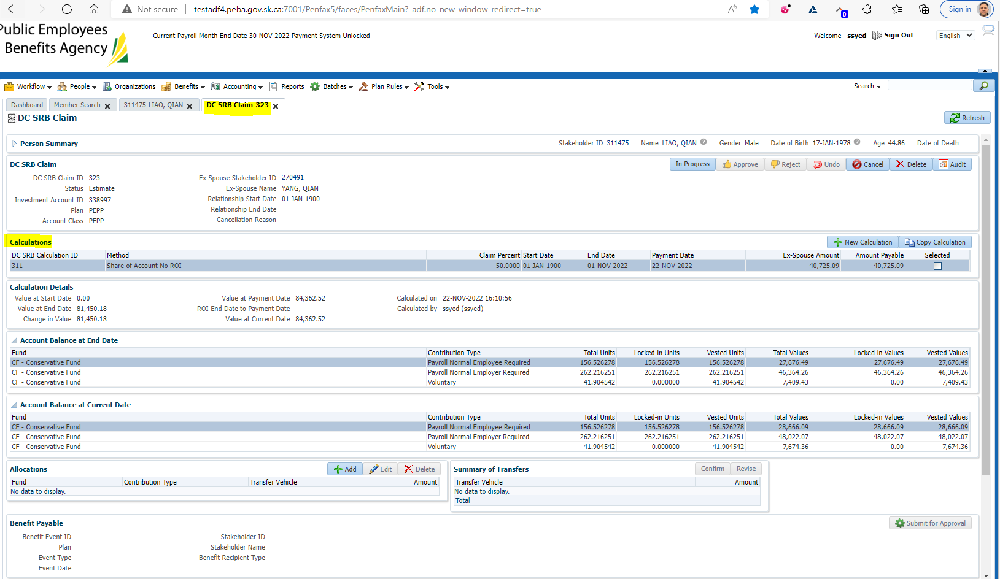 Not secure testadf4.peba.gov.sk.ca:7001/Penfax5/faces/PenfaxMain?_adf.no-new-window-redirect=true 0 Sign in
Public Employees
Benefits Agency
Current Payroll Month End Date 30-NOV-2022 Payment System Unlocked
Welcome ssyed Sign Out English
Workflow People Organizations Benefits Accounting Reports Batches Plan Rules Tools Search
Dashboard Member Search 311475-LIAO, QIAN DC SRB Claim-323
DC SRB Claim Refresh
Person Summary Stakeholder ID 311475 Name LIAO, QIAN Gender Male Date of Birth 17-JAN-1978 Age 44.86 Date of Death
DC SRB Claim In Progress Approve Reject Undo Cancel Delete Audit
DC SRB Claim ID 323 Ex-Spouse Stakeholder ID 270491
Status Estimate Ex-Spouse Name YANG, QIAN
Investment Account ID 338997 Relationship Start Date 01-JAN-1900
Plan PEPP Relationship End Date
Account Class PEPP Cancellation Reason
Calculations New Calculation Copy Calculation
DC SRB Calculation ID Method Claim Percent Start Date End Date Payment Date Ex-Spouse Amount Amount Payable Selected
311 Share of Account No ROI 50.0000 01-JAN-1900 01-NOV-2022 22-NOV-2022 40,725.09 40,725.09
Calculation Details
Value at Start Date 0.00 Value at Payment Date 84,362.52 Calculated on 22-NOV-2022 16:10:56
Value at End Date 81,450.18 ROI End Date to Payment Date Calculated by ssyed (ssyed)
Change in Value 81,450.18 Value at Current Date 84,362.52
Account Balance at End Date
Fund Contribution Type Total Units Locked-in Units Vested Units Total Values Locked-in Values Vested Values
CF - Conservative Fund Payroll Normal Employee Required 156.526278 156.526278 156.526278 27,676.49 27,676.49 27,676.49
CF - Conservative Fund Payroll Normal Employer Required 262.216251 262.216251 262.216251 46,364.26 46,364.26 46,364.26
CF - Conservative Fund Voluntary 41.904542 0.000000 41.904542 7,409.43 0.00 7,409.43
Account Balance at Current Date
Fund Contribution Type Total Units Locked-in Units Vested Units Total Values Locked-in Values Vested Values
CF - Conservative Fund Payroll Normal Employee Required 156.526278 156.526278 156.526278 28,666.09 28,666.09 28,666.09
CF - Conservative Fund Payroll Normal Employer Required 262.216251 262.216251 262.216251 48,022.07 48,022.07 48,022.07
CF - Conservative Fund Voluntary 41.904542 0.000000 41.904542 7,674.36 0.00 7,674.36
Allocations Add Edit Delete Summary of Transfers Confirm Revise
Fund Contribution Type Transfer Vehicle Amount Transfer Vehicle Amount
No data to display. No data to display.
Total
Benefit Payable Submit for Approval
Benefit Event ID Stakeholder ID
Plan Stakeholder Name
Event Type Benefit Recipient Type
Event Date